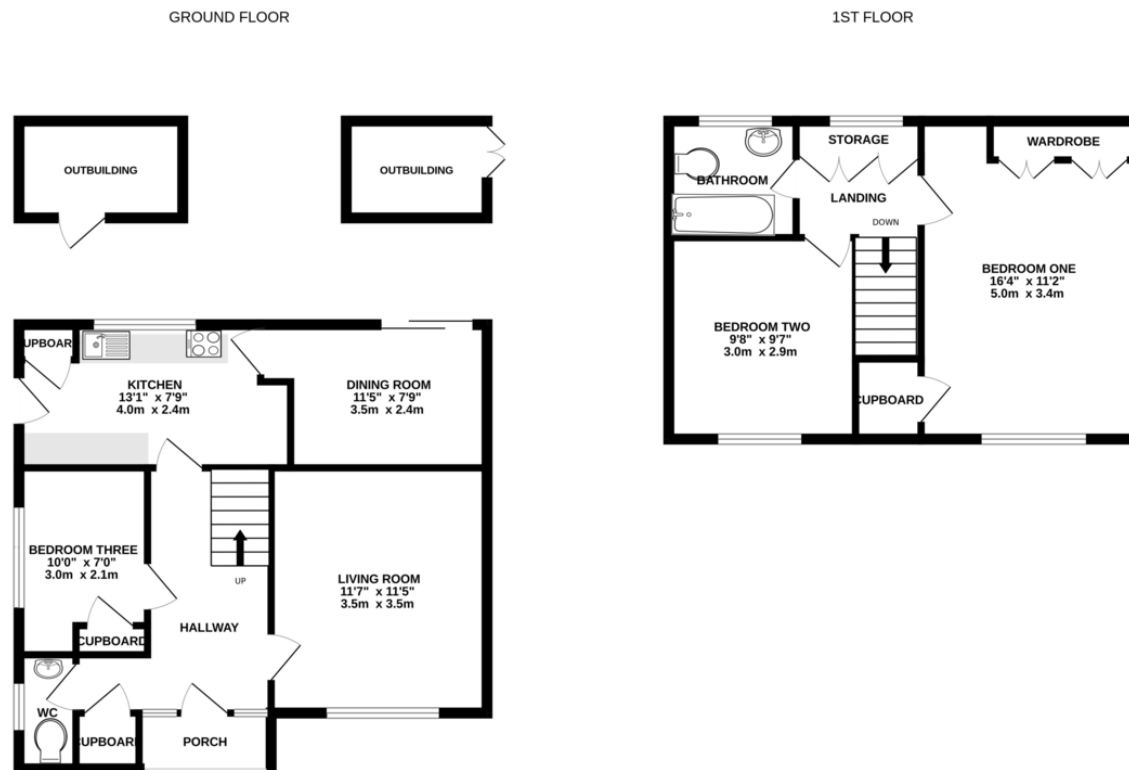 GROUND FLOOR
OUTBUILDING
OUTBUILDING
UPBOAR
KITCHEN
13'1" x 7'9"
4.0m x 2.4m
DINING ROOM
11'5" x 7'9"
3.5m x 2.4m
BEDROOM THREE
10'0" x 7'0"
3.0m x 2.1m
UP
LIVING ROOM
11'7" x 11'5"
3.5m x 3.5m
HALLWAY
CUPBOARD
WC
CUPBOARD
PORCH
1ST FLOOR
STORAGE
WARDROBE
BATHROOM
LANDING
DOWN
BEDROOM ONE
16'4" x 11'2"
5.0m x 3.4m
BEDROOM TWO
9'8" x 9'7"
3.0m x 2.9m
CUPBOARD